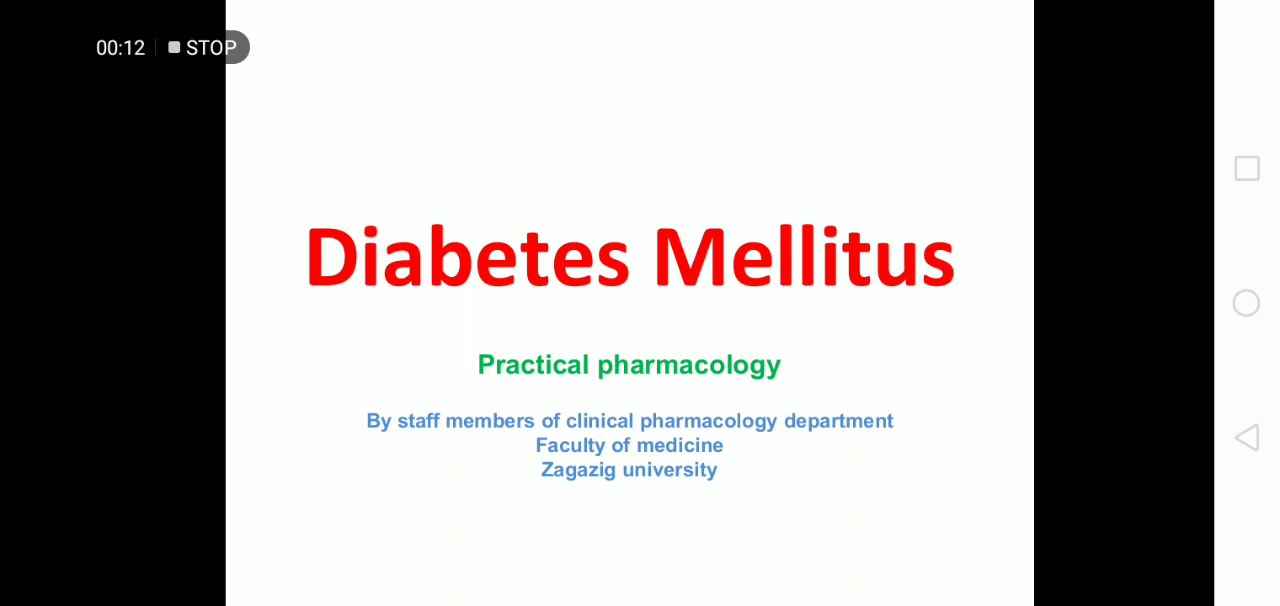 00:12 STOP
Diabetes Mellitus
Practical pharmacology
By staff members of clinical pharmacology department
Faculty of medicine
Zagazig university